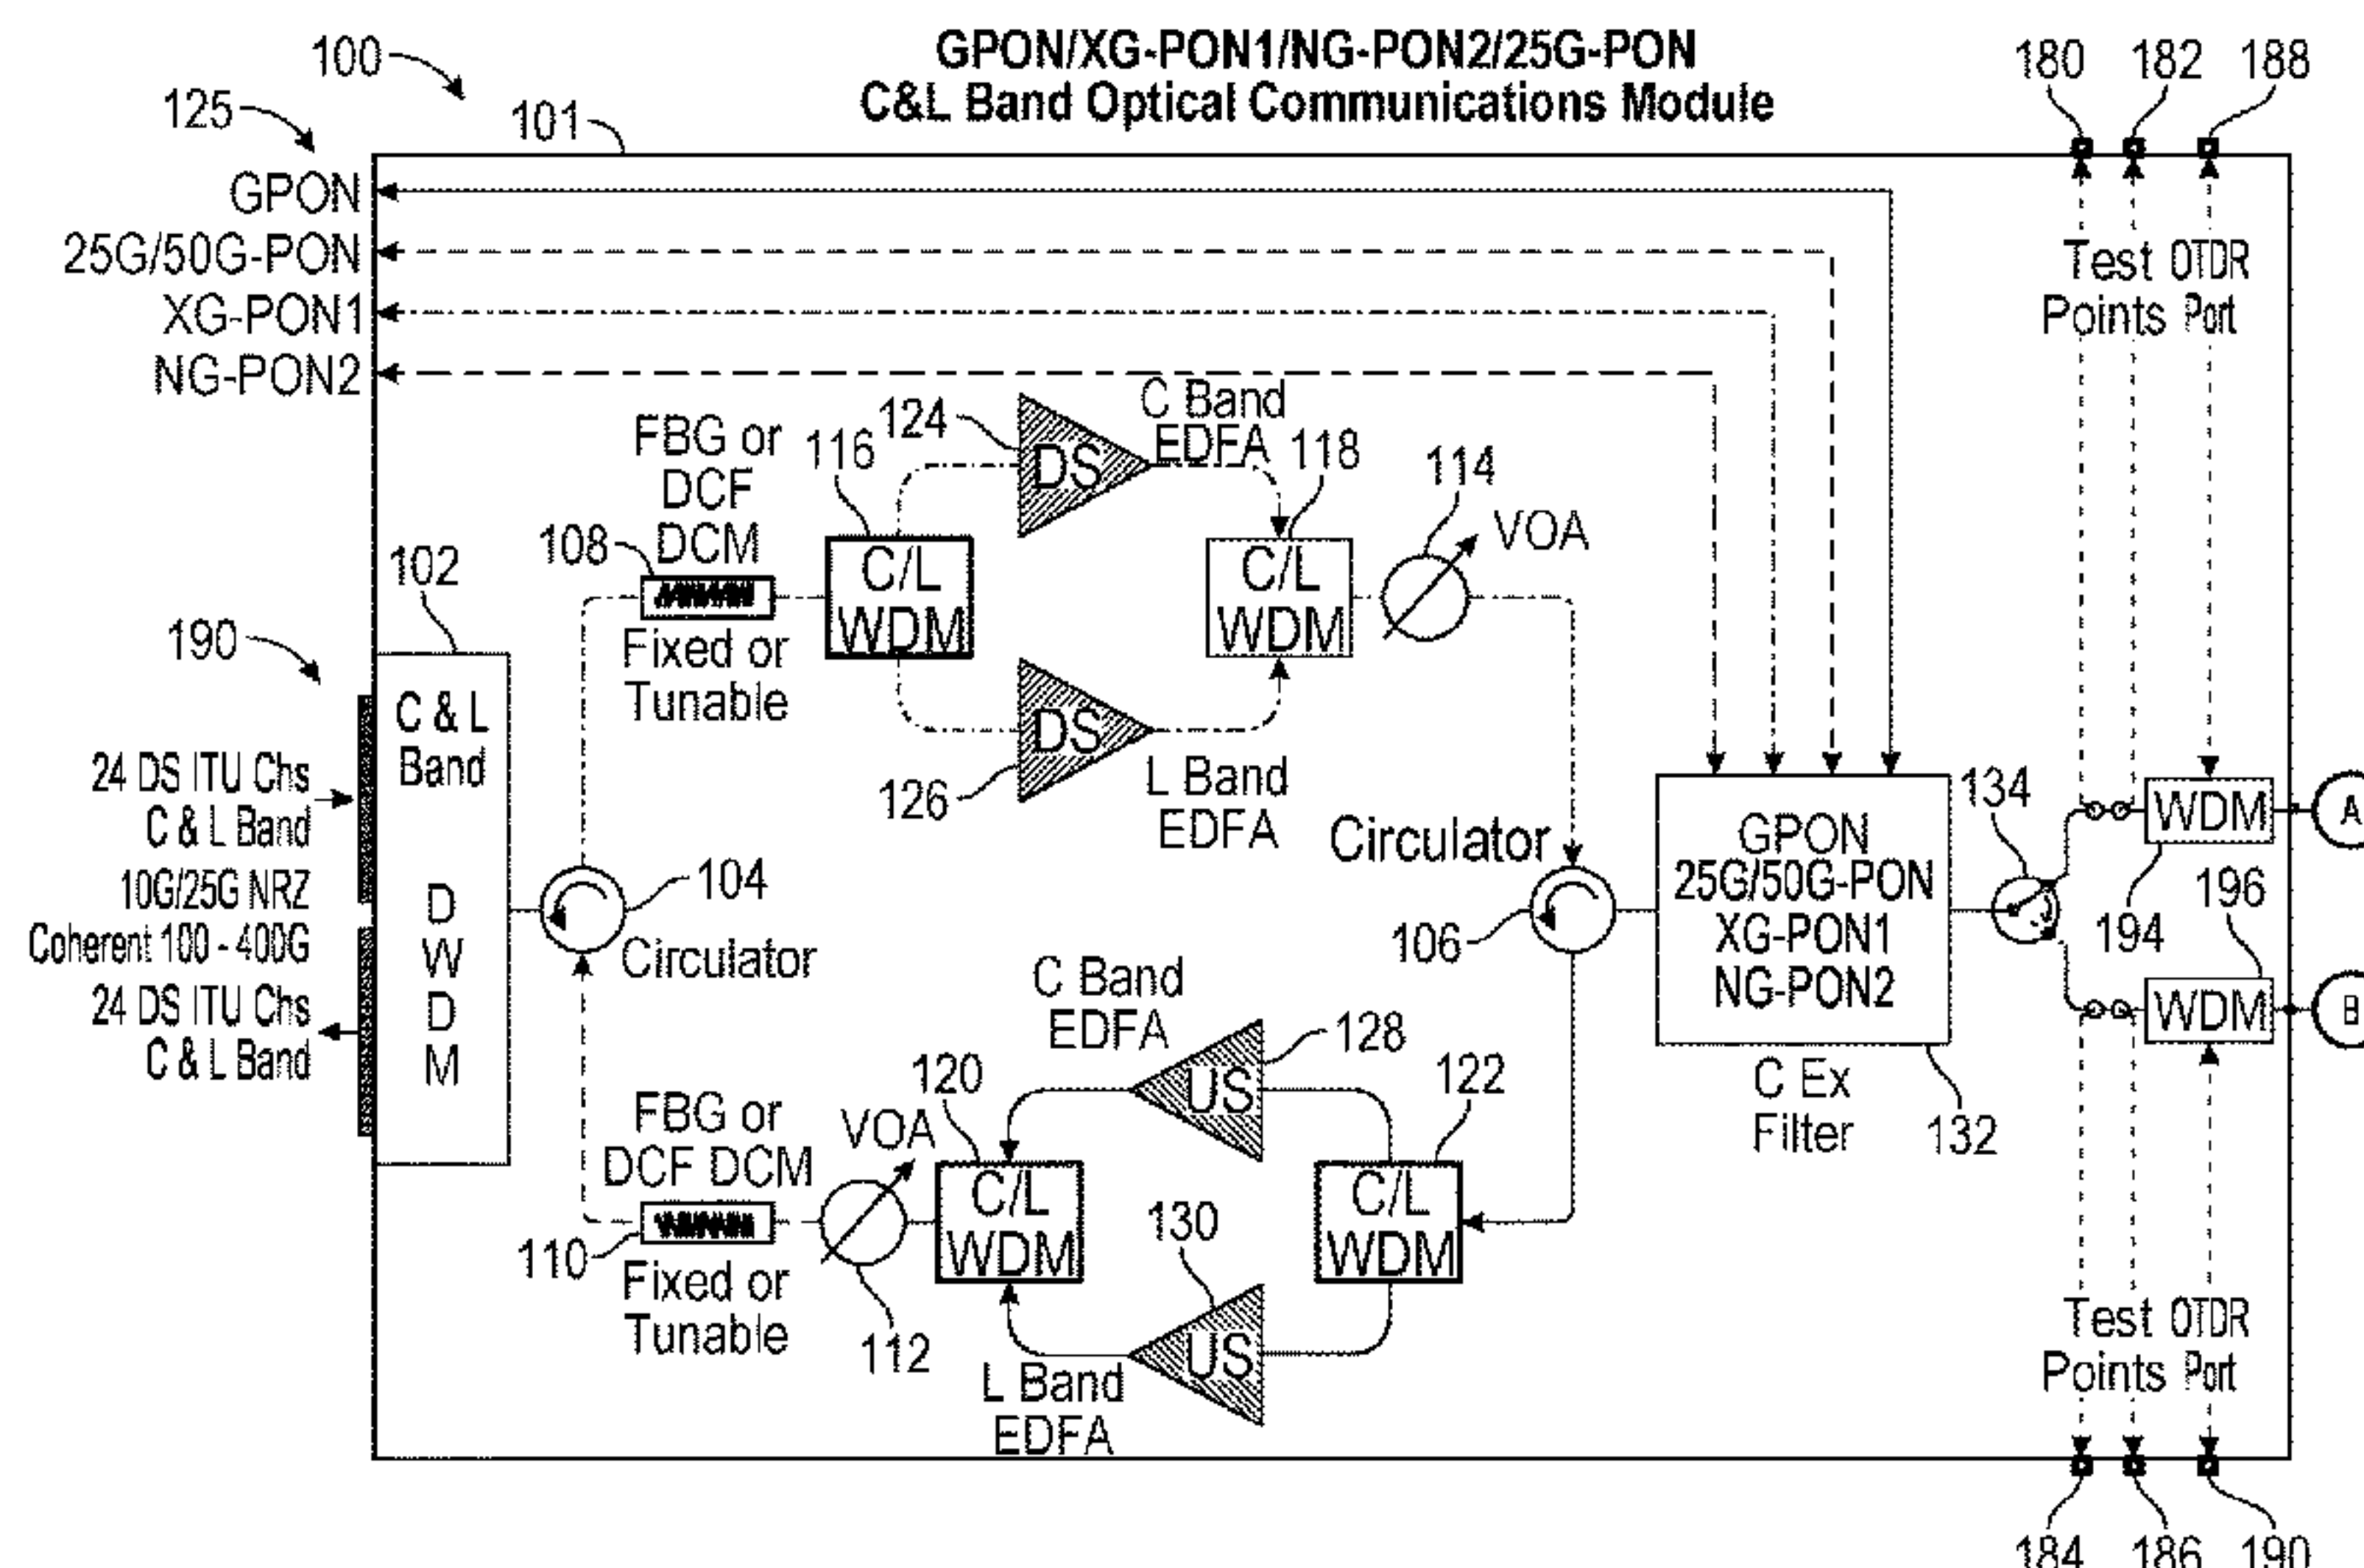 GPON/XG-PON1/NG-PON2/25G-PON
C&L Band Optical Communications Module
100
125
101
180
182
188
GPON
25G/50G-PON
XG-PON1
NG-PON2
Test OTDR
Points Port
FBG or
DCF
DCM
108
Fixed or
Tunable
116
C/L
WDM
124
DS
C Band
EDFA
118
C/L
WDM
114
VOA
126
DS
L Band
EDFA
102
C & L
Band
D
W
D
M
190
24 DS ITU Chs
C & L Band
10G/25G NRZ
Coherent 100 - 400G
24 DS ITU Chs
C & L Band
104
Circulator
Circulator
106
GPON
25G/50G-PON
XG-PON1
NG-PON2
C Ex
Filter
132
134
WDM
A
194
196
WDM
B
C Band
EDFA
128
US
120
C/L
WDM
122
C/L
WDM
130
US
L Band
EDFA
FBG or
DCF DCM
VOA
110
Fixed or
Tunable
112
Test OTDR
Points Port
184
186
190